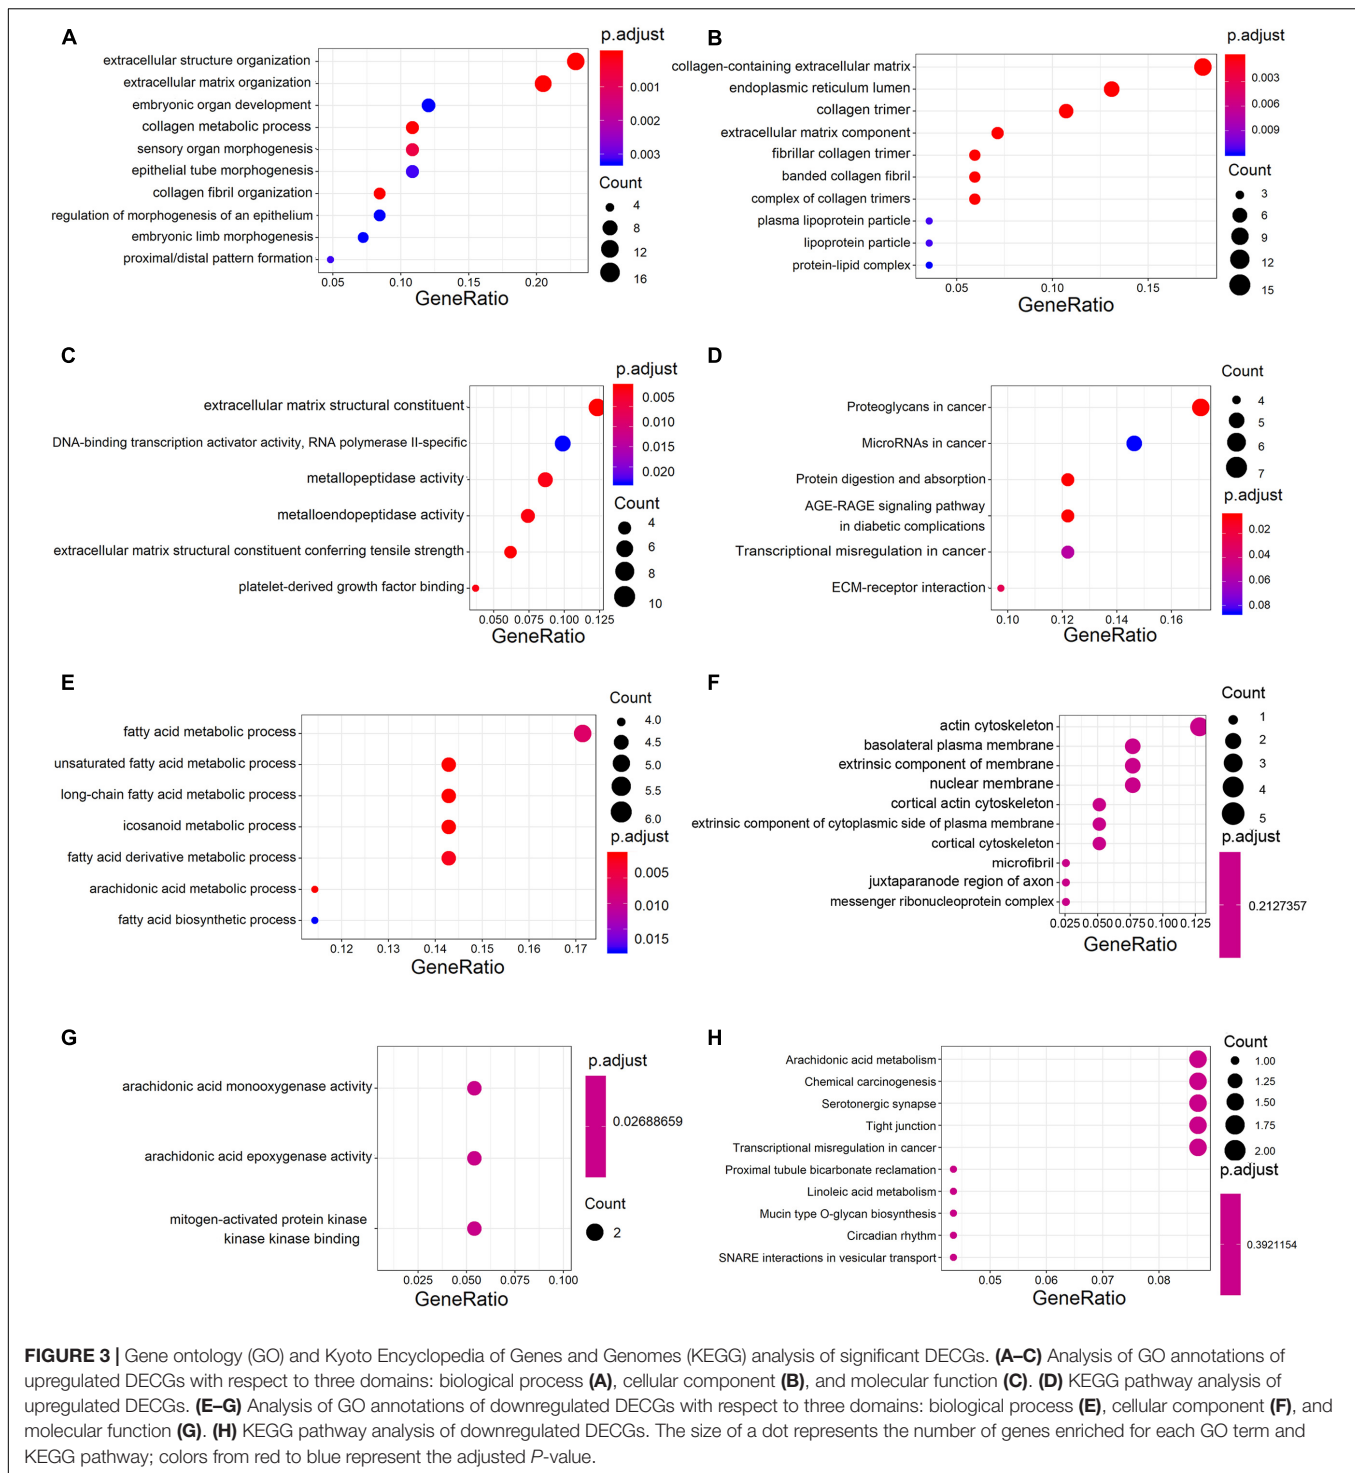 A
extracellular structure organization
extracellular matrix organization
embryonic organ development
collagen metabolic process
sensory organ morphogenesis
epithelial tube morphogenesis
collagen fibril organization
regulation of morphogenesis of an epithelium
embryonic limb morphogenesis
proximal/distal pattern formation
0.05 0.10 0.15 0.20
GeneRatio
p.adjust
0.001
0.002
0.003
Count
4
8
12
16
B
collagen-containing extracellular matrix
endoplasmic reticulum lumen
collagen trimer
extracellular matrix component
fibrillar collagen trimer
banded collagen fibril
complex of collagen trimers
plasma lipoprotein particle
lipoprotein particle
protein-lipid complex
0.05 0.10 0.15
GeneRatio
p.adjust
0.003
0.006
0.009
Count
3
6
9
12
15
C
extracellular matrix structural constituent
DNA-binding transcription activator activity, RNA polymerase II-specific
metallopeptidase activity
metalloendopeptidase activity
extracellular matrix structural constituent conferring tensile strength
platelet-derived growth factor binding
0.050 0.075 0.100 0.125
GeneRatio
p.adjust
0.005
0.010
0.015
0.020
Count
4
6
8
10
D
Proteoglycans in cancer
MicroRNAs in cancer
Protein digestion and absorption
AGE-RAGE signaling pathway
in diabetic complications
Transcriptional misregulation in cancer
ECM-receptor interaction
0.10 0.12 0.14 0.16
GeneRatio
Count
4
5
6
7
p.adjust
0.02
0.04
0.06
0.08
E
fatty acid metabolic process
unsaturated fatty acid metabolic process
long-chain fatty acid metabolic process
icosanoid metabolic process
fatty acid derivative metabolic process
arachidonic acid metabolic process
fatty acid biosynthetic process
0.12 0.13 0.14 0.15 0.16 0.17
GeneRatio
Count
4.0
4.5
5.0
5.5
6.0
p.adjust
0.005
0.010
0.015
F
actin cytoskeleton
basolateral plasma membrane
extrinsic component of membrane
nuclear membrane
cortical actin cytoskeleton
extrinsic component of cytoplasmic side of plasma membrane
cortical cytoskeleton
microfibril
juxtaparanode region of axon
messenger ribonucleoprotein complex
0.025 0.050 0.075 0.100 0.125
GeneRatio
Count
1
2
3
4
5
p.adjust
0.2127357
G
arachidonic acid monooxygenase activity
arachidonic acid epoxygenase activity
mitogen-activated protein kinase
kinase kinase binding
0.025 0.050 0.075 0.100
GeneRatio
p.adjust
0.02688659
Count
2
H
Arachidonic acid metabolism
Chemical carcinogenesis
Serotonergic synapse
Tight junction
Transcriptional misregulation in cancer
Proximal tubule bicarbonate reclamation
Linoleic acid metabolism
Mucin type O-glycan biosynthesis
Circadian rhythm
SNARE interactions in vesicular transport
0.05 0.06 0.07 0.08
GeneRatio
Count
1.00
1.25
1.50
1.75
2.00
p.adjust
0.3921154
FIGURE 3 | Gene ontology (GO) and Kyoto Encyclopedia of Genes and Genomes (KEGG) analysis of significant DECGs. (A–C) Analysis of GO annotations of
upregulated DECGs with respect to three domains: biological process (A), cellular component (B), and molecular function (C). (D) KEGG pathway analysis of
upregulated DECGs. (E–G) Analysis of GO annotations of downregulated DECGs with respect to three domains: biological process (E), cellular component (F), and
molecular function (G). (H) KEGG pathway analysis of downregulated DECGs. The size of a dot represents the number of genes enriched for each GO term and
KEGG pathway; colors from red to blue represent the adjusted P-value.